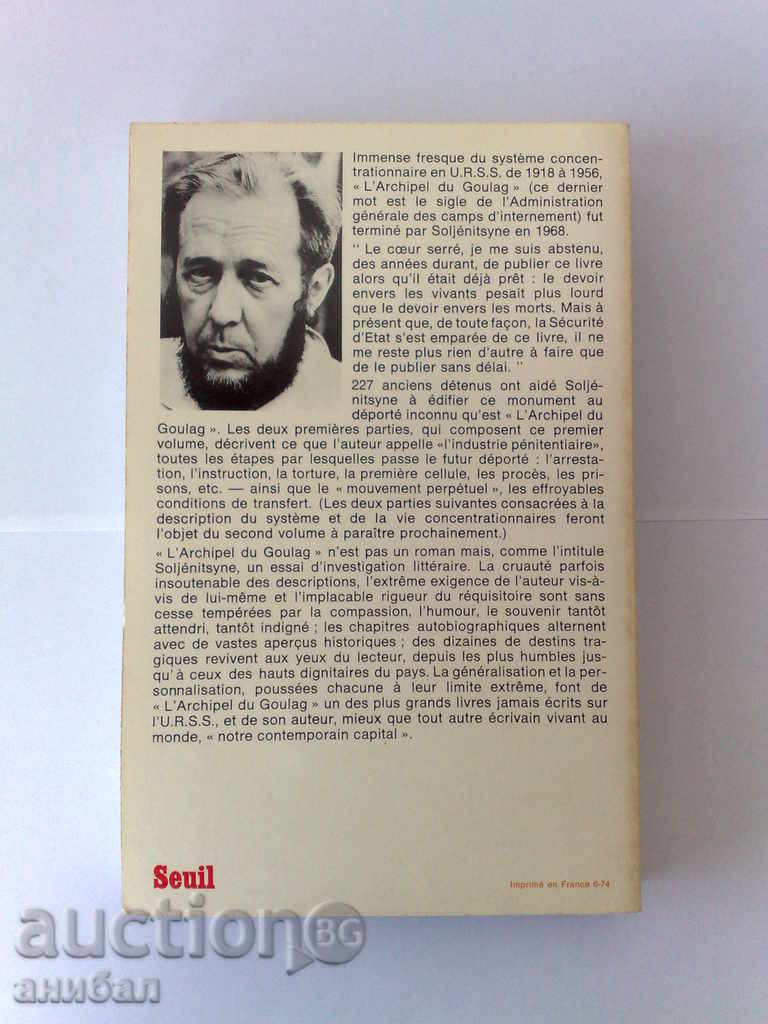 Immense fresque du système concen-
trationnaire en U.R.S.S. de 1918 à 1956,
« L'Archipel du Goulag » (ce dernier
mot est le sigle de l'Administration
générale des camps d'internement) fut
terminé par Soljénitsyne en 1968.
" Le cœur serré, je me suis abstenu,
des années durant, de publier ce livre
alors qu'il était déjà prêt : le devoir
envers les vivants pesait plus lourd
que le devoir envers les morts. Mais à
présent que, de toute façon, la Sécurité
d'Etat s'est emparée de ce livre, il ne
me reste plus rien d'autre à faire que
de le publier sans délai. "
227 anciens détenus ont aidé Soljé-
nitsyne à édifier ce monument au
déporté inconnu qu'est « L'Archipel du
Goulag ». Les deux premières parties, qui composent ce premier
volume, décrivent ce que l'auteur appelle «l'industrie pénitentiaire»,
toutes les étapes par lesquelles passe le futur déporté : l'arresta-
tion, l'instruction, la torture, la première cellule, les procès, les pri-
sons, etc. — ainsi que le « mouvement perpétuel », les effroyables
conditions de transfert. (Les deux parties suivantes consacrées à la
description du système et de la vie concentrationnaires feront
l'objet du second volume à paraître prochainement.)
« L'Archipel du Goulag » n'est pas un roman mais, comme l'intitule
Soljénitsyne, un essai d'investigation littéraire. La cruauté parfois
insoutenable des descriptions, l'extrême exigence de l'auteur vis-à-
vis de lui-même et l'implacable rigueur du réquisitoire sont sans
cesse tempérées par la compassion, l'humour, le souvenir tantôt
attendri, tantôt indigné ; les chapitres autobiographiques alternent
avec de vastes aperçus historiques ; des dizaines de destins tra-
giques revivent aux yeux du lecteur, depuis les plus humbles jus-
qu'à ceux des hauts dignitaires du pays. La généralisation et la per-
sonnalisation, poussées chacune à leur limite extrême, font de
« L'Archipel du Goulag » un des plus grands livres jamais écrits sur
l'U.R.S.S., et de son auteur, mieux que tout autre écrivain vivant au
monde, « notre contemporain capital ».
Seuil
Imprimé en France 6-74
auction BG
анибал